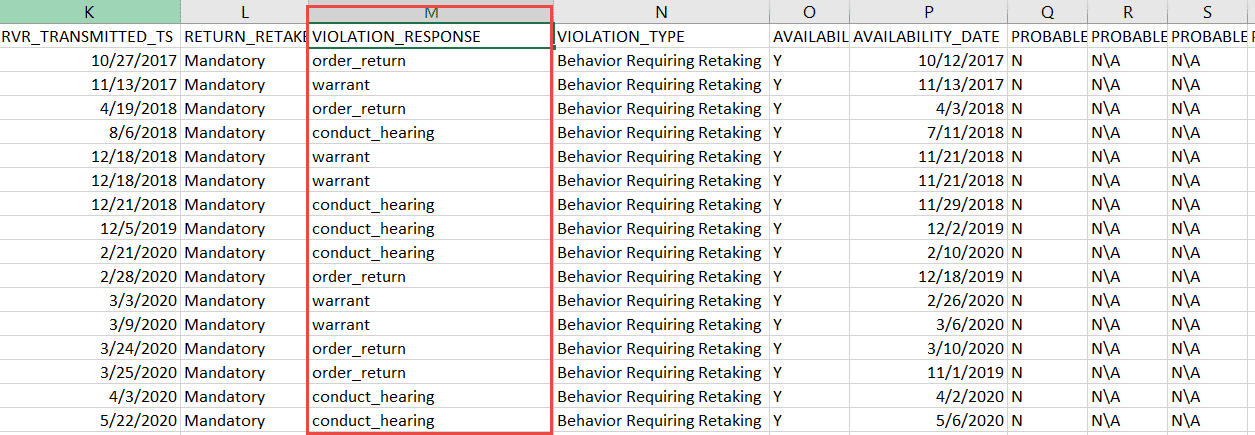 K L M N O P Q R S
RVR_TRANSMITTED_TS RETURN_RETAKE VIOLATION_RESPONSE VIOLATION_TYPE AVAILABIL AVAILABILITY_DATE PROBABLE PROBABLE PROBABLE
10/27/2017 Mandatory order_return Behavior Requiring Retaking Y 10/12/2017 N N\A N\A
11/13/2017 Mandatory warrant Behavior Requiring Retaking Y 11/13/2017 N N\A N\A
4/19/2018 Mandatory order_return Behavior Requiring Retaking Y 4/3/2018 N N\A N\A
8/6/2018 Mandatory conduct_hearing Behavior Requiring Retaking Y 7/11/2018 N N\A N\A
12/18/2018 Mandatory warrant Behavior Requiring Retaking Y 11/21/2018 N N\A N\A
12/18/2018 Mandatory warrant Behavior Requiring Retaking Y 11/21/2018 N N\A N\A
12/21/2018 Mandatory conduct_hearing Behavior Requiring Retaking Y 11/29/2018 N N\A N\A
12/5/2019 Mandatory conduct_hearing Behavior Requiring Retaking Y 12/2/2019 N N\A N\A
2/21/2020 Mandatory conduct_hearing Behavior Requiring Retaking Y 2/10/2020 N N\A N\A
2/28/2020 Mandatory order_return Behavior Requiring Retaking Y 12/18/2019 N N\A N\A
3/3/2020 Mandatory warrant Behavior Requiring Retaking Y 2/26/2020 N N\A N\A
3/9/2020 Mandatory warrant Behavior Requiring Retaking Y 3/6/2020 N N\A N\A
3/24/2020 Mandatory order_return Behavior Requiring Retaking Y 3/10/2020 N N\A N\A
3/25/2020 Mandatory order_return Behavior Requiring Retaking Y 11/1/2019 N N\A N\A
4/3/2020 Mandatory conduct_hearing Behavior Requiring Retaking Y 4/2/2020 N N\A N\A
5/22/2020 Mandatory conduct_hearing Behavior Requiring Retaking Y 5/6/2020 N N\A N\A